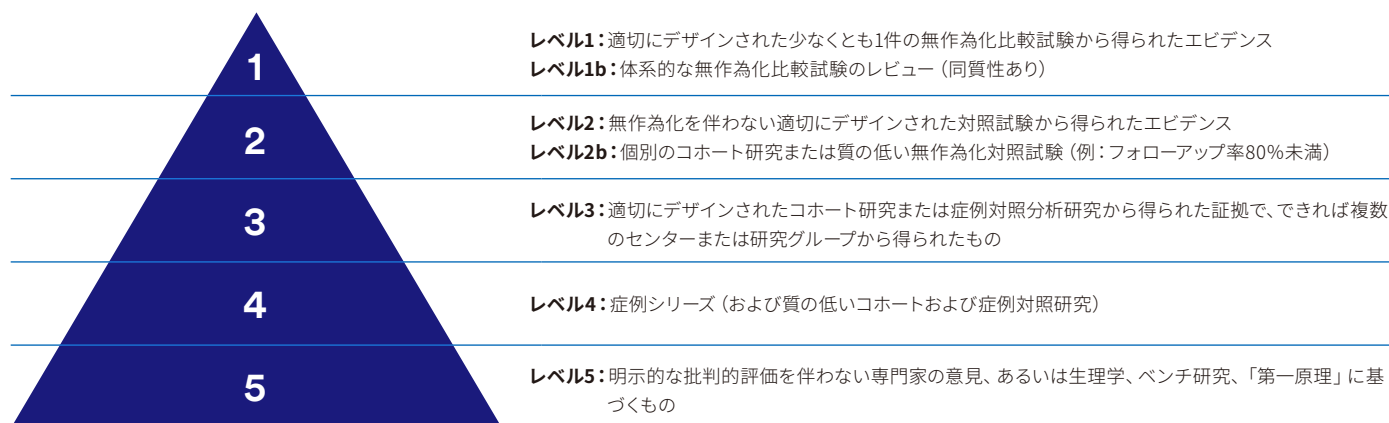 1
レベル1：適切にデザインされた少なくとも1件の無作為化比較試験から得られたエビデンス
レベル1b：体系的な無作為化比較試験のレビュー（同質性あり）
2
レベル2：無作為化を伴わない適切にデザインされた対照試験から得られたエビデンス
レベル2b：個別のコホート研究または質の低い無作為化対照試験（例：フォローアップ率80%未満）
3
レベル3：適切にデザインされたコホート研究または症例対照分析研究から得られた証拠で、できれば複数
のセンターまたは研究グループから得られたもの
4
レベル4：症例シリーズ（および質の低いコホートおよび症例対照研究）
5
レベル5：明示的な批判的評価を伴わない専門家の意見、あるいは生理学、ベンチ研究、「第一原理」に基
づくもの